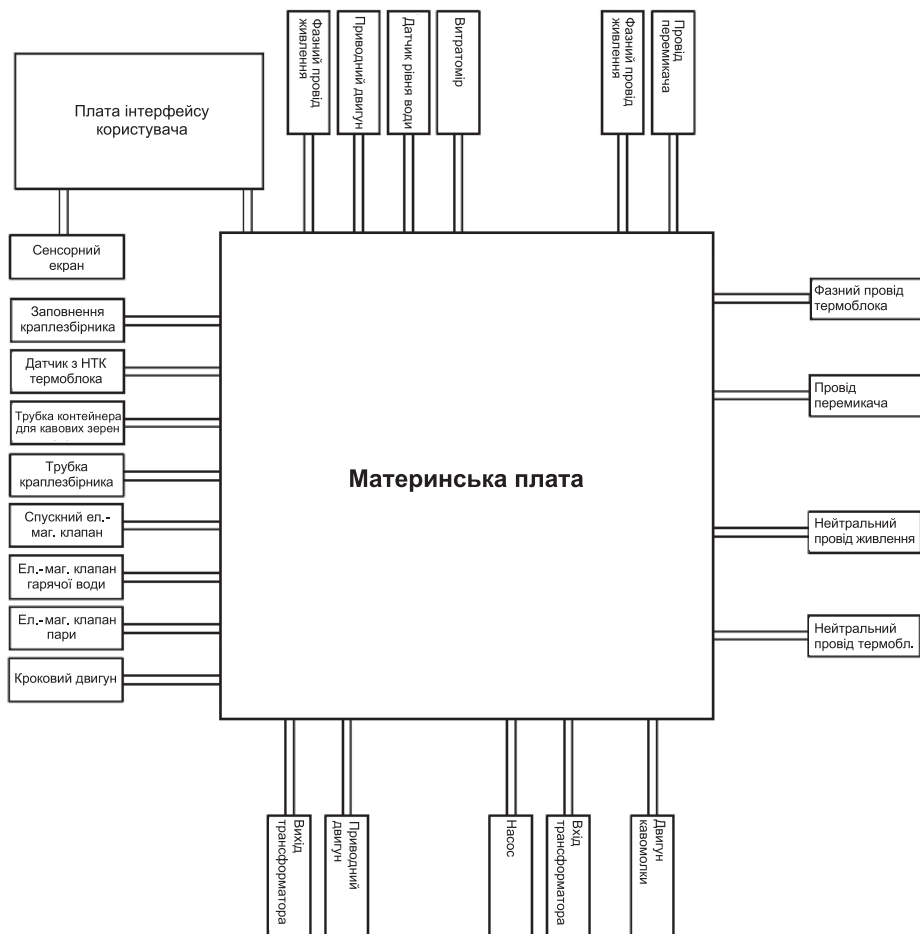 Плата інтерфейсу
користувача
Фазний провід
живлення
Приводний двигун
Датчик рівня води
Витратомір
Фазний провід
живлення
Провід
перемикача
Сенсорний
екран
Заповнення
краплезбірника
Датчик з НТК
термоблока
Трубка контейнера
для кавових зерен
Трубка
краплезбірника
Спускний ел.-
маг. клапан
Ел.-маг. клапан
гарячої води
Ел.-маг. клапан
пари
Кроковий двигун
Материнська плата
Фазний провід
термоблока
Провід
перемикача
Нейтральний
провід живлення
Нейтральний
провід термобл.
Вихід
трансформатора
Приводний
двигун
Насос
Вхід
трансформатора
Двигун
кавомолки